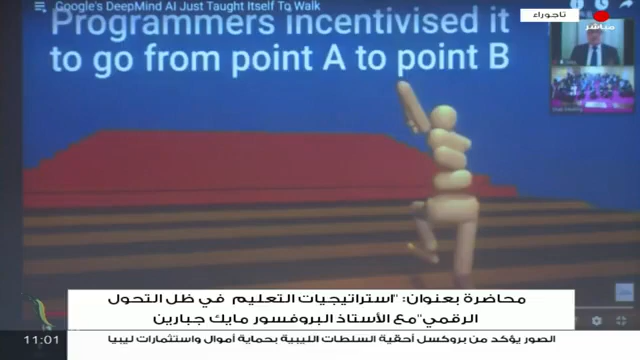 Google's DeepMind AI Just Taught Itself To Walk
تاجوراء
مباشر
Programmers incentivised it
to go from point A to point B
محاضرة بعنوان: "استراتيجيات التعليم في ظل التحول
الرقمي"مع الأستاذ البروفسور مايك جبارين
11:01
الصور يؤكد من بروكسل أحقية السلطات الليبية بحماية أموال واستثمارات ليبيا